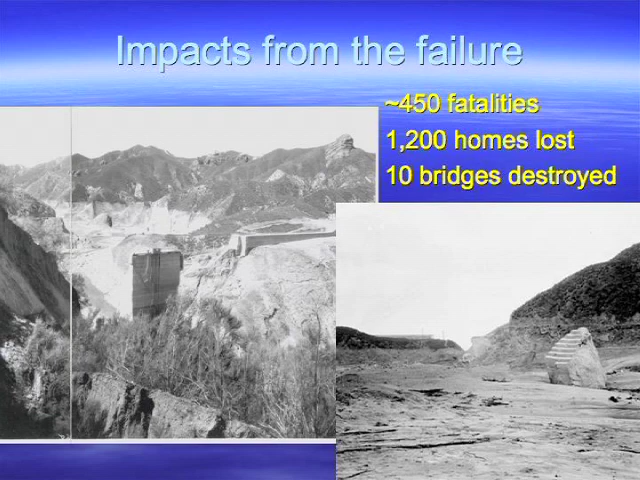 Impacts from the failure
~450 fatalities
1,200 homes lost
10 bridges destroyed